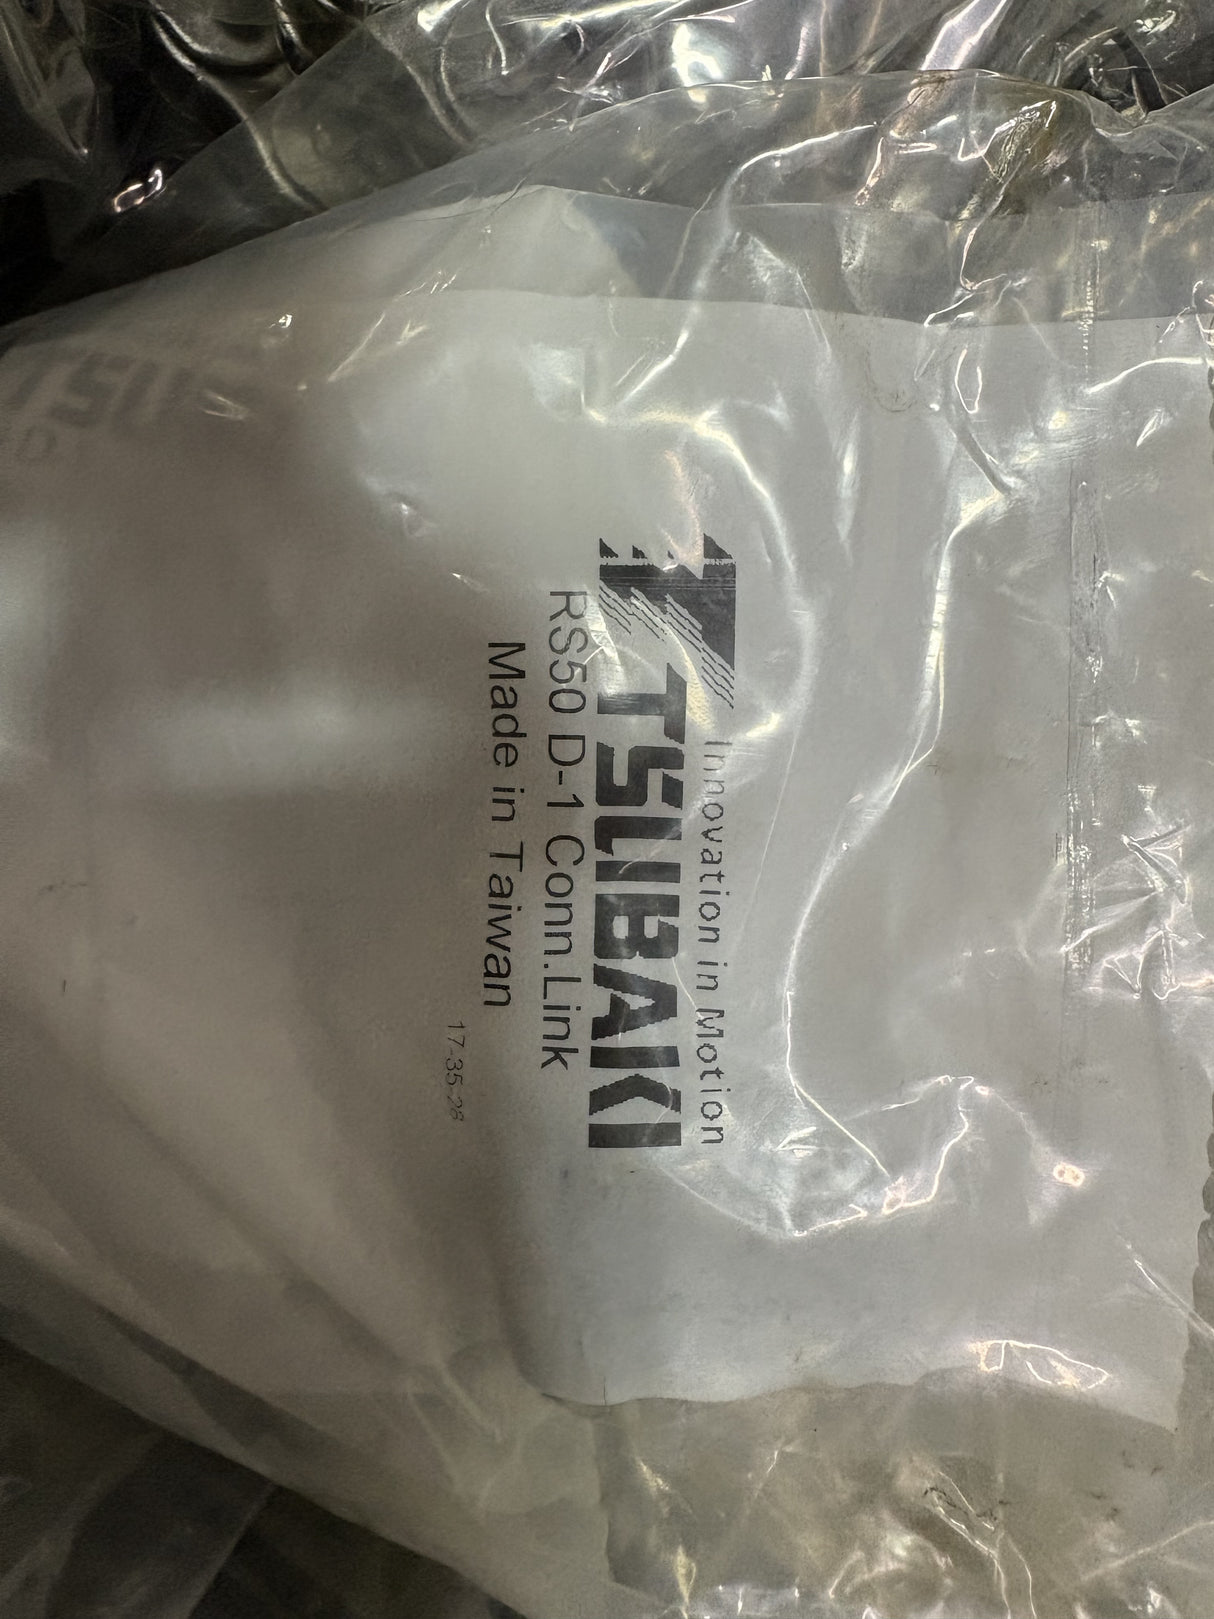 Innovation in Motion
TSUBAKI
RS50 D-1 Conn.Link
Made in Taiwan
17-35-28